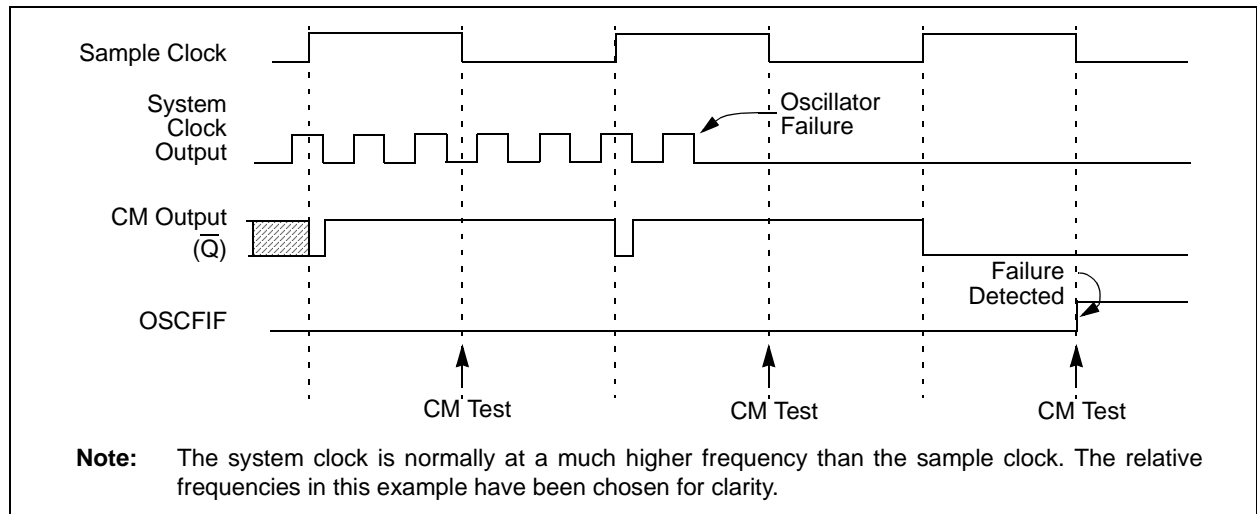 Sample Clock
System
Clock
Output
Oscillator
Failure
CM Output
(Q̅)
Failure
Detected
OSCFIF
CM Test
CM Test
CM Test
Note: The system clock is normally at a much higher frequency than the sample clock. The relative
frequencies in this example have been chosen for clarity.